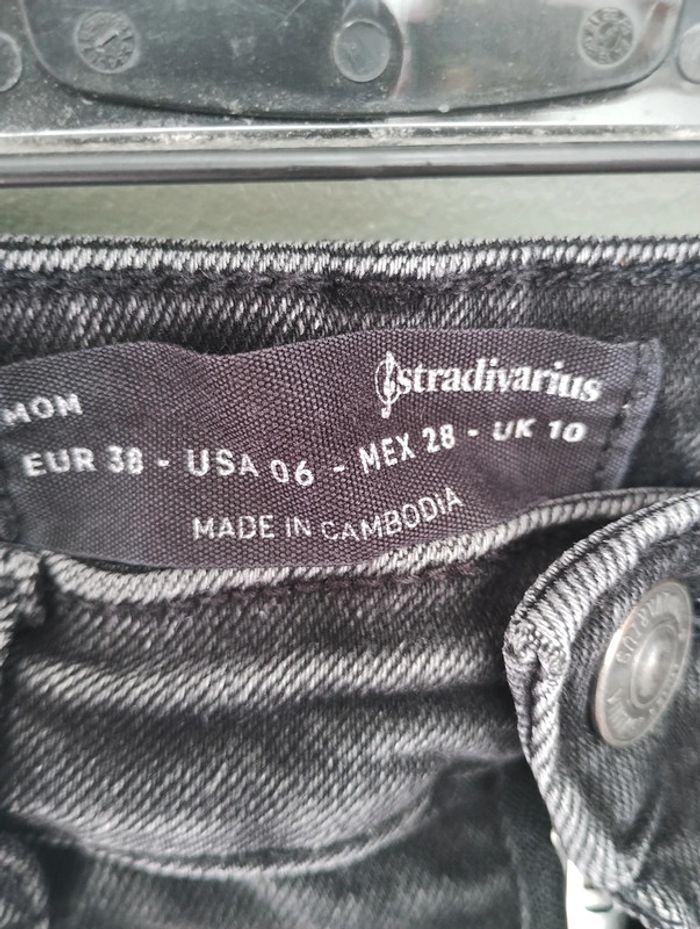 stradivarius
MOM
EUR 38 - USA 06 - MEX 28 - UK 10
MADE IN CAMBODIA